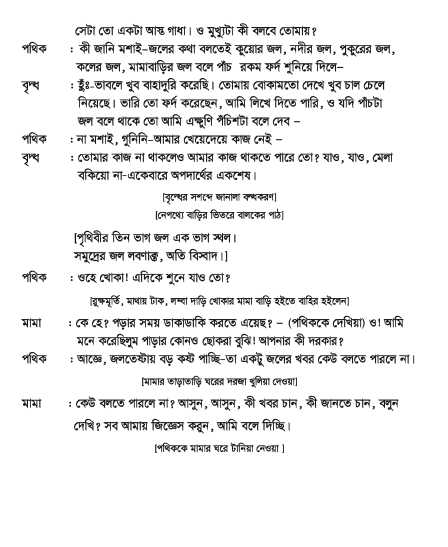 সেটা তো একটা আস্ত গাধা। ও মুখ্যুটা কী বলবে তোমায়?
পথিক : কী জানি মশাই–জলের কথা বলতেই কুয়োর জল, নদীর জল, পুকুরের জল,
কলের জল, মামাবাড়ির জল বলে পাঁচ রকম ফর্দ শুনিয়ে দিলে–
বৃদ্ধ : হুঁঃ-ভাবলে খুব বাহাদুরি করেছি। তোমায় বোকামতো দেখে খুব চাল চেলে
নিয়েছে। ভারি তো ফর্দ করেছেন, আমি লিখে দিতে পারি, ও যদি পাঁচটা
জল বলে থাকে তো আমি এক্ষুণি পঁচিশটা বলে দেব –
পথিক : না মশাই, গুনিনি–আমার খেয়েদেয়ে কাজ নেই –
বৃদ্ধ : তোমার কাজ না থাকলেও আমার কাজ থাকতে পারে তো? যাও, যাও, মেলা
বকিয়ো না-একেবারে অপদার্থের একশেষ।
[বৃদ্ধের সশব্দে জানালা বন্ধকরণ]
[নেপথ্যে বাড়ির ভিতরে বালকের পাঠ]
[পৃথিবীর তিন ভাগ জল এক ভাগ স্থল।
সমুদ্রের জল লবণাক্ত, অতি বিস্বাদ।]
পথিক : ওহে খোকা! এদিকে শুনে যাও তো?
[রুক্ষমূর্তি, মাথায় টাক, লম্বা দাড়ি খোকার মামা বাড়ি হইতে বাহির হইলেন]
মামা : কে হে? পড়ার সময় ডাকাডাকি করতে এয়েছ? – (পথিককে দেখিয়া) ও! আমি
মনে করেছিলুম পাড়ার কোনও ছোকরা বুঝি! আপনার কী দরকার?
পথিক : আজ্ঞে, জলতেষ্টায় বড় কষ্ট পাচ্ছি–তা একটু জলের খবর কেউ বলতে পারলে না।
[মামার তাড়াতাড়ি ঘরের দরজা খুলিয়া দেওয়া]
মামা : কেউ বলতে পারলে না? আসুন, আসুন, কী খবর চান, কী জানতে চান, বলুন
দেখি? সব আমায় জিজ্ঞেস করুন, আমি বলে দিচ্ছি।
[পথিককে মামার ঘরে টানিয়া নেওয়া ]